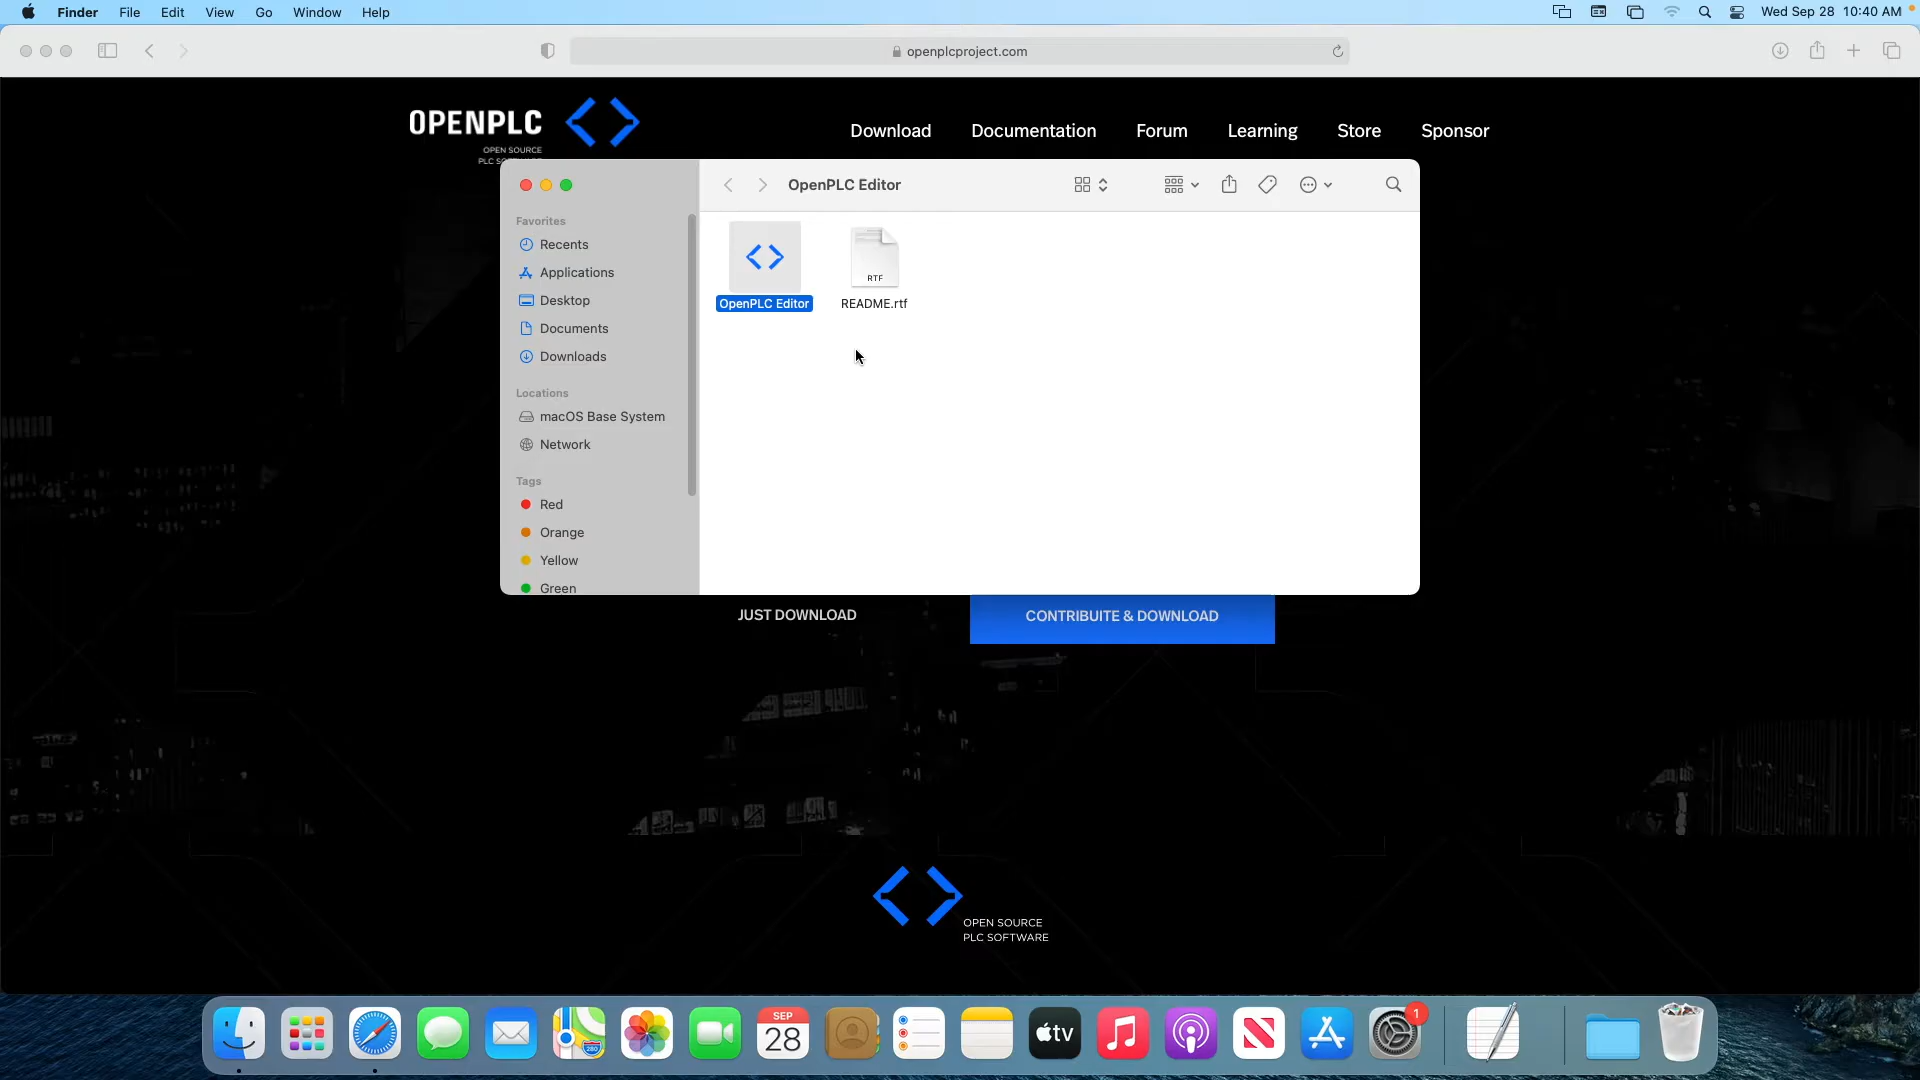 Finder File Edit View Go Window Help Wed Sep 28 10:40 AM
openplcproject.com
OPENPLC
OPEN SOURCE
Download Documentation Forum Learning Store Sponsor
OpenPLC Editor
Favorites
Recents
Applications
Desktop
Documents
Downloads
Locations
macOS Base System
Network
Tags
Red
Orange
Yellow
Green
RTF
OpenPLC Editor README.rtf
JUST DOWNLOAD CONTRIBUITE & DOWNLOAD
OPEN SOURCE
PLC SOFTWARE
SEP
28
280
tv
1